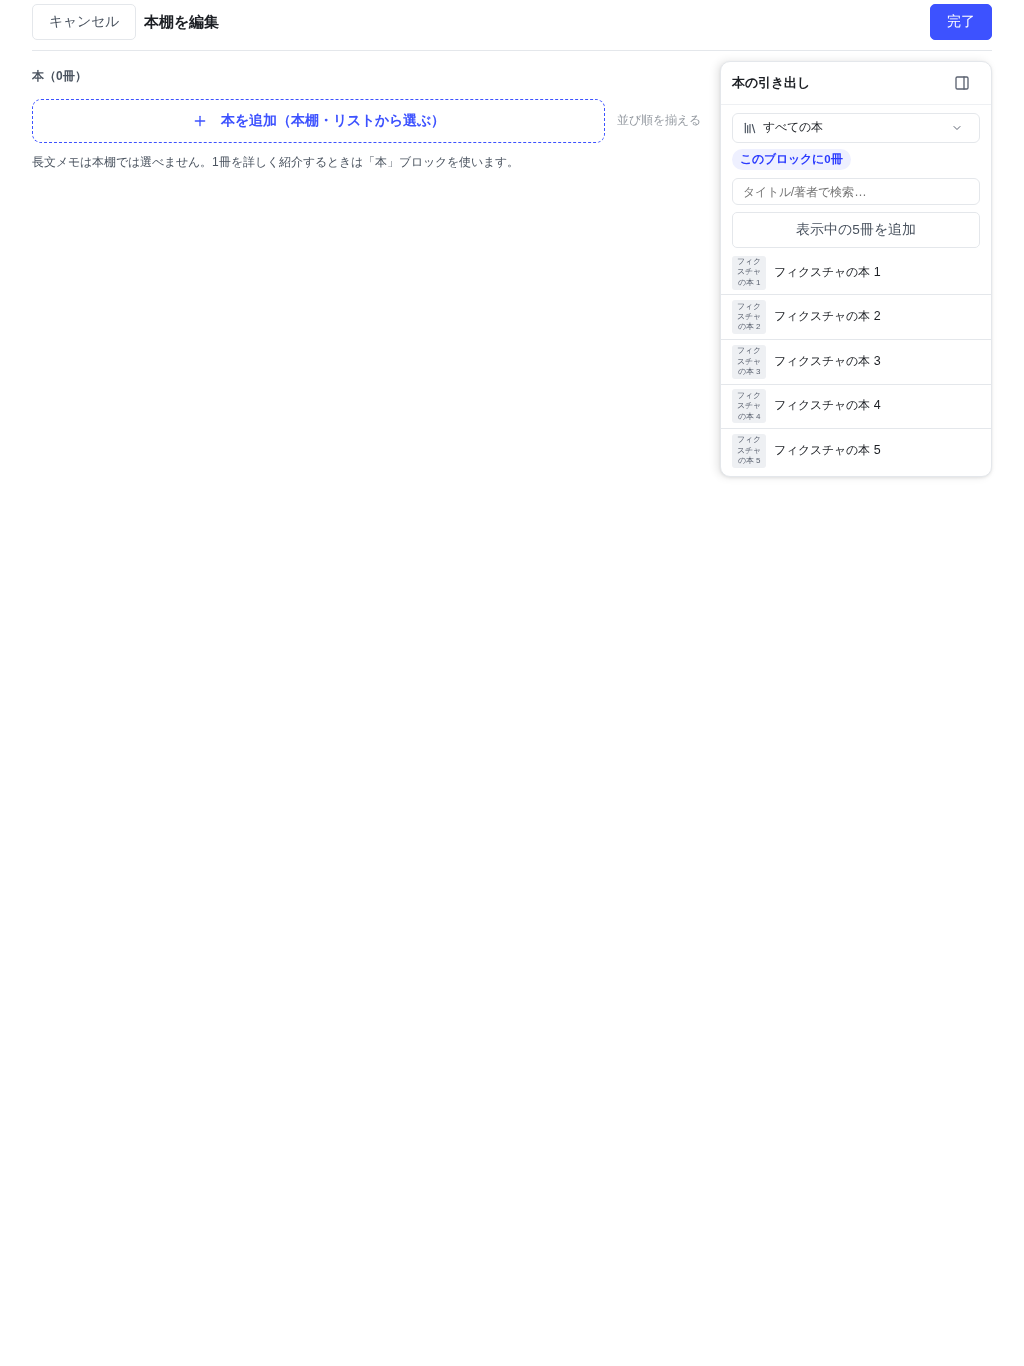 キャンセル
本棚を編集
完了
本（0冊）
本を追加（本棚・リストから選ぶ）
並び順を揃える
長文メモは本棚では選べません。1冊を詳しく紹介するときは「本」ブロックを使います。
本の引き出し
すべての本
このブロックに0冊
タイトル/著者で検索…
表示中の5冊を追加
フィク
スチャ
の本 1
フィクスチャの本 1
フィク
スチャ
の本 2
フィクスチャの本 2
フィク
スチャ
の本 3
フィクスチャの本 3
フィク
スチャ
の本 4
フィクスチャの本 4
フィク
スチャ
の本 5
フィクスチャの本 5